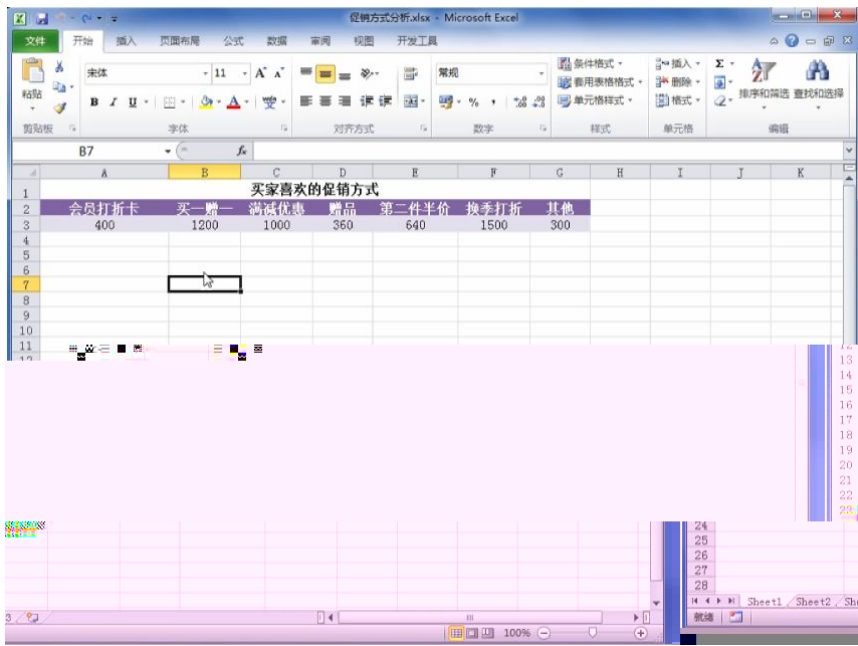 促销方式分析.xlsx - Microsoft Excel
文件 开始 插入 页面布局 公式 数据 审阅 视图 开发工具
宋体 11 A A 常规 条件格式 插入 Σ
粘贴 套用表格格式 删除 排序和筛选 查找和选择
B I U A 变 % , 单元格样式 格式
剪贴板 字体 对齐方式 数字 样式 单元格 编辑
B7 fx
A B C D E F G H I J K
1 买家喜欢的促销方式
2 会员打折卡 买一赠一 满减优惠 赠品 第二件半价 换季打折 其他
3 400 1200 1000 360 640 1500 300
4
5
6
7
8
9
10
11
12
13
14
15
16
17
18
19
20
21
22
23
24
25
26
27
28
Sheet1 Sheet2 Sh
3
就绪
100%